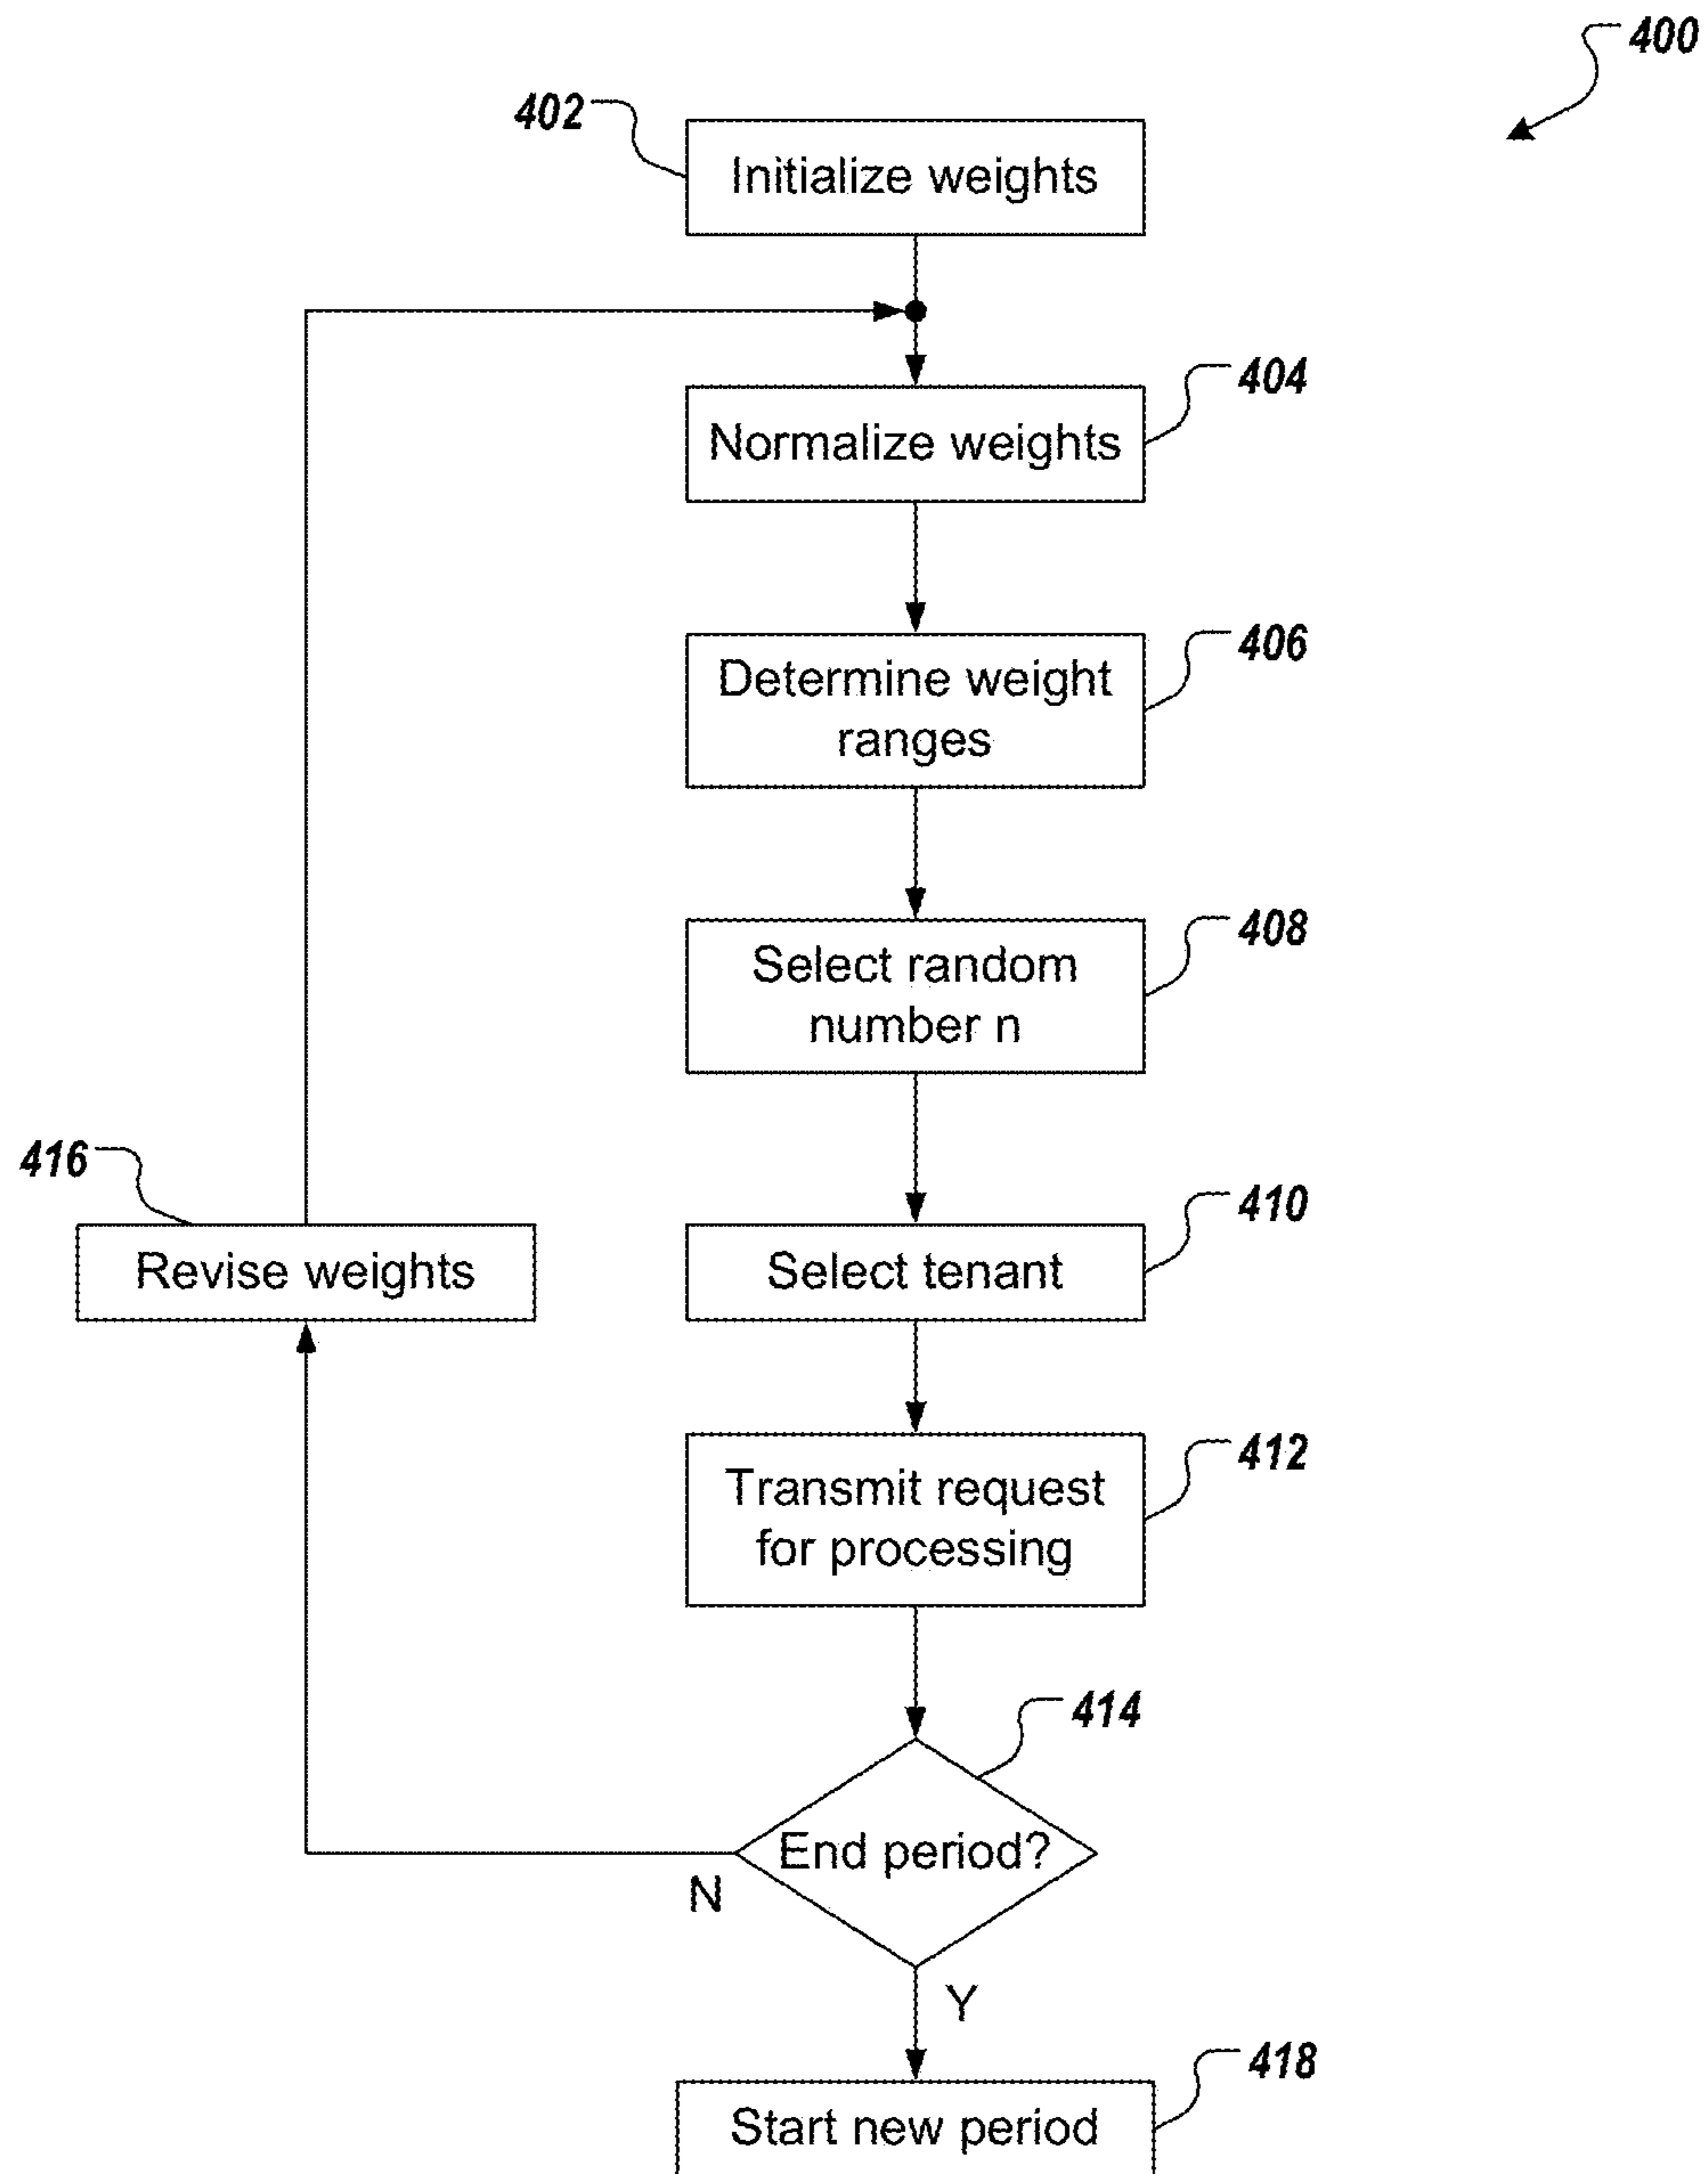 400
402
Initialize weights
404
Normalize weights
406
Determine weight
ranges
408
Select random
number n
416
410
Revise weights
Select tenant
412
Transmit request
for processing
414
End period?
N
Y
418
Start new period